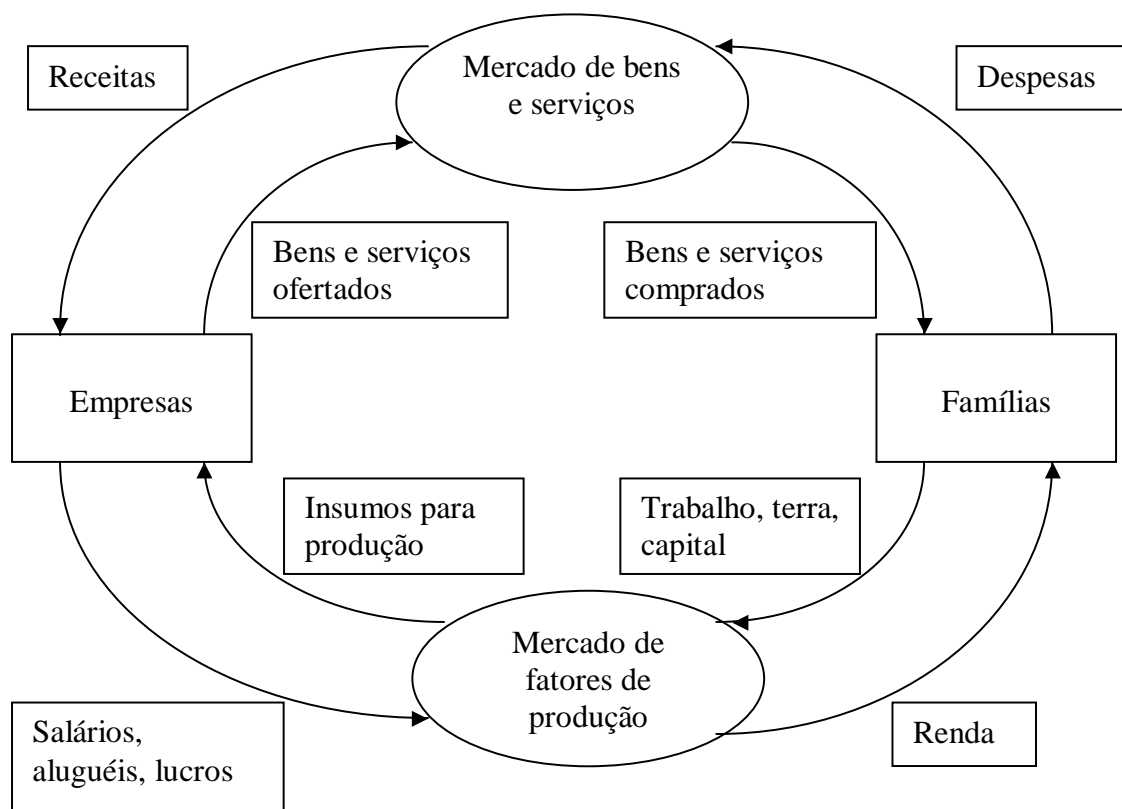 Receitas
Mercado de bens
e serviços
Despesas
Bens e serviços
ofertados
Bens e serviços
comprados
Empresas
Famílias
Insumos para
produção
Trabalho, terra,
capital
Mercado de
fatores de
produção
Salários,
aluguéis, lucros
Renda